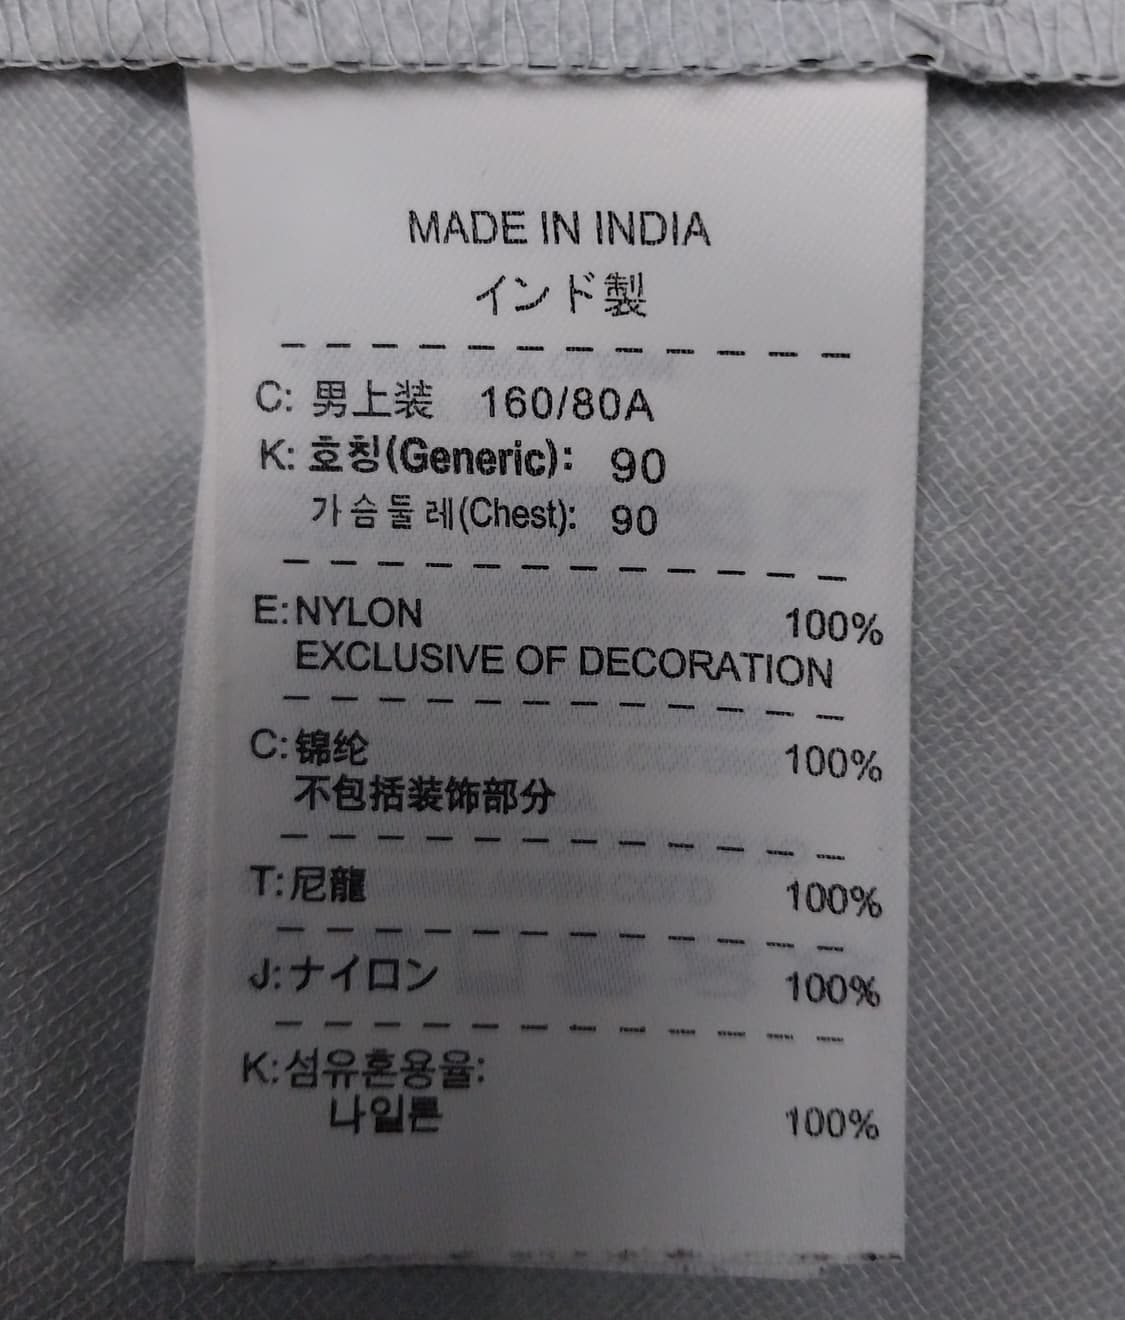 MADE IN INDIA
インド製
C: 男上装 160/80A
K: 호칭(Generic): 90
가슴둘레(Chest): 90
E:NYLON 100%
EXCLUSIVE OF DECORATION
C:锦纶 100%
不包括装饰部分
T:尼龍 100%
J:ナイロン 100%
K:섬유혼용율:
나일론 100%